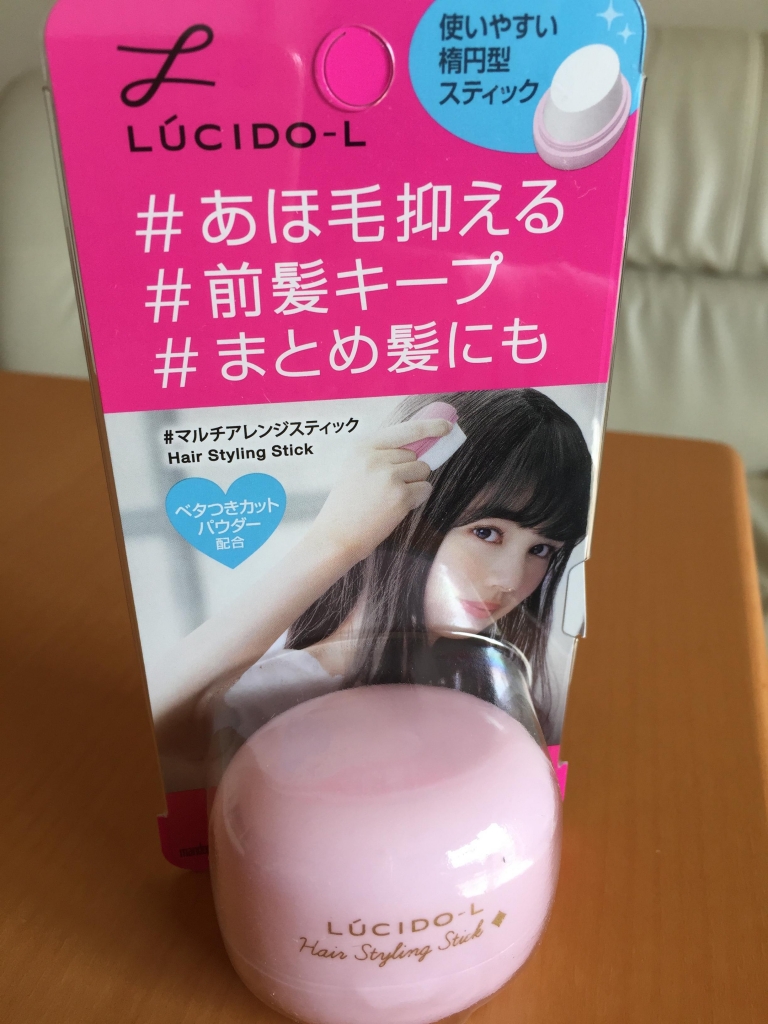 使いやすい
楕円型
スティック
LÚCIDO-L
#あほ毛抑える
#前髪キープ
#まとめ髪にも
#マルチアレンジスティック
Hair Styling Stick
ベタつきカット
パウダー
配合
LÚCIDO-L
Hair Styling Stick